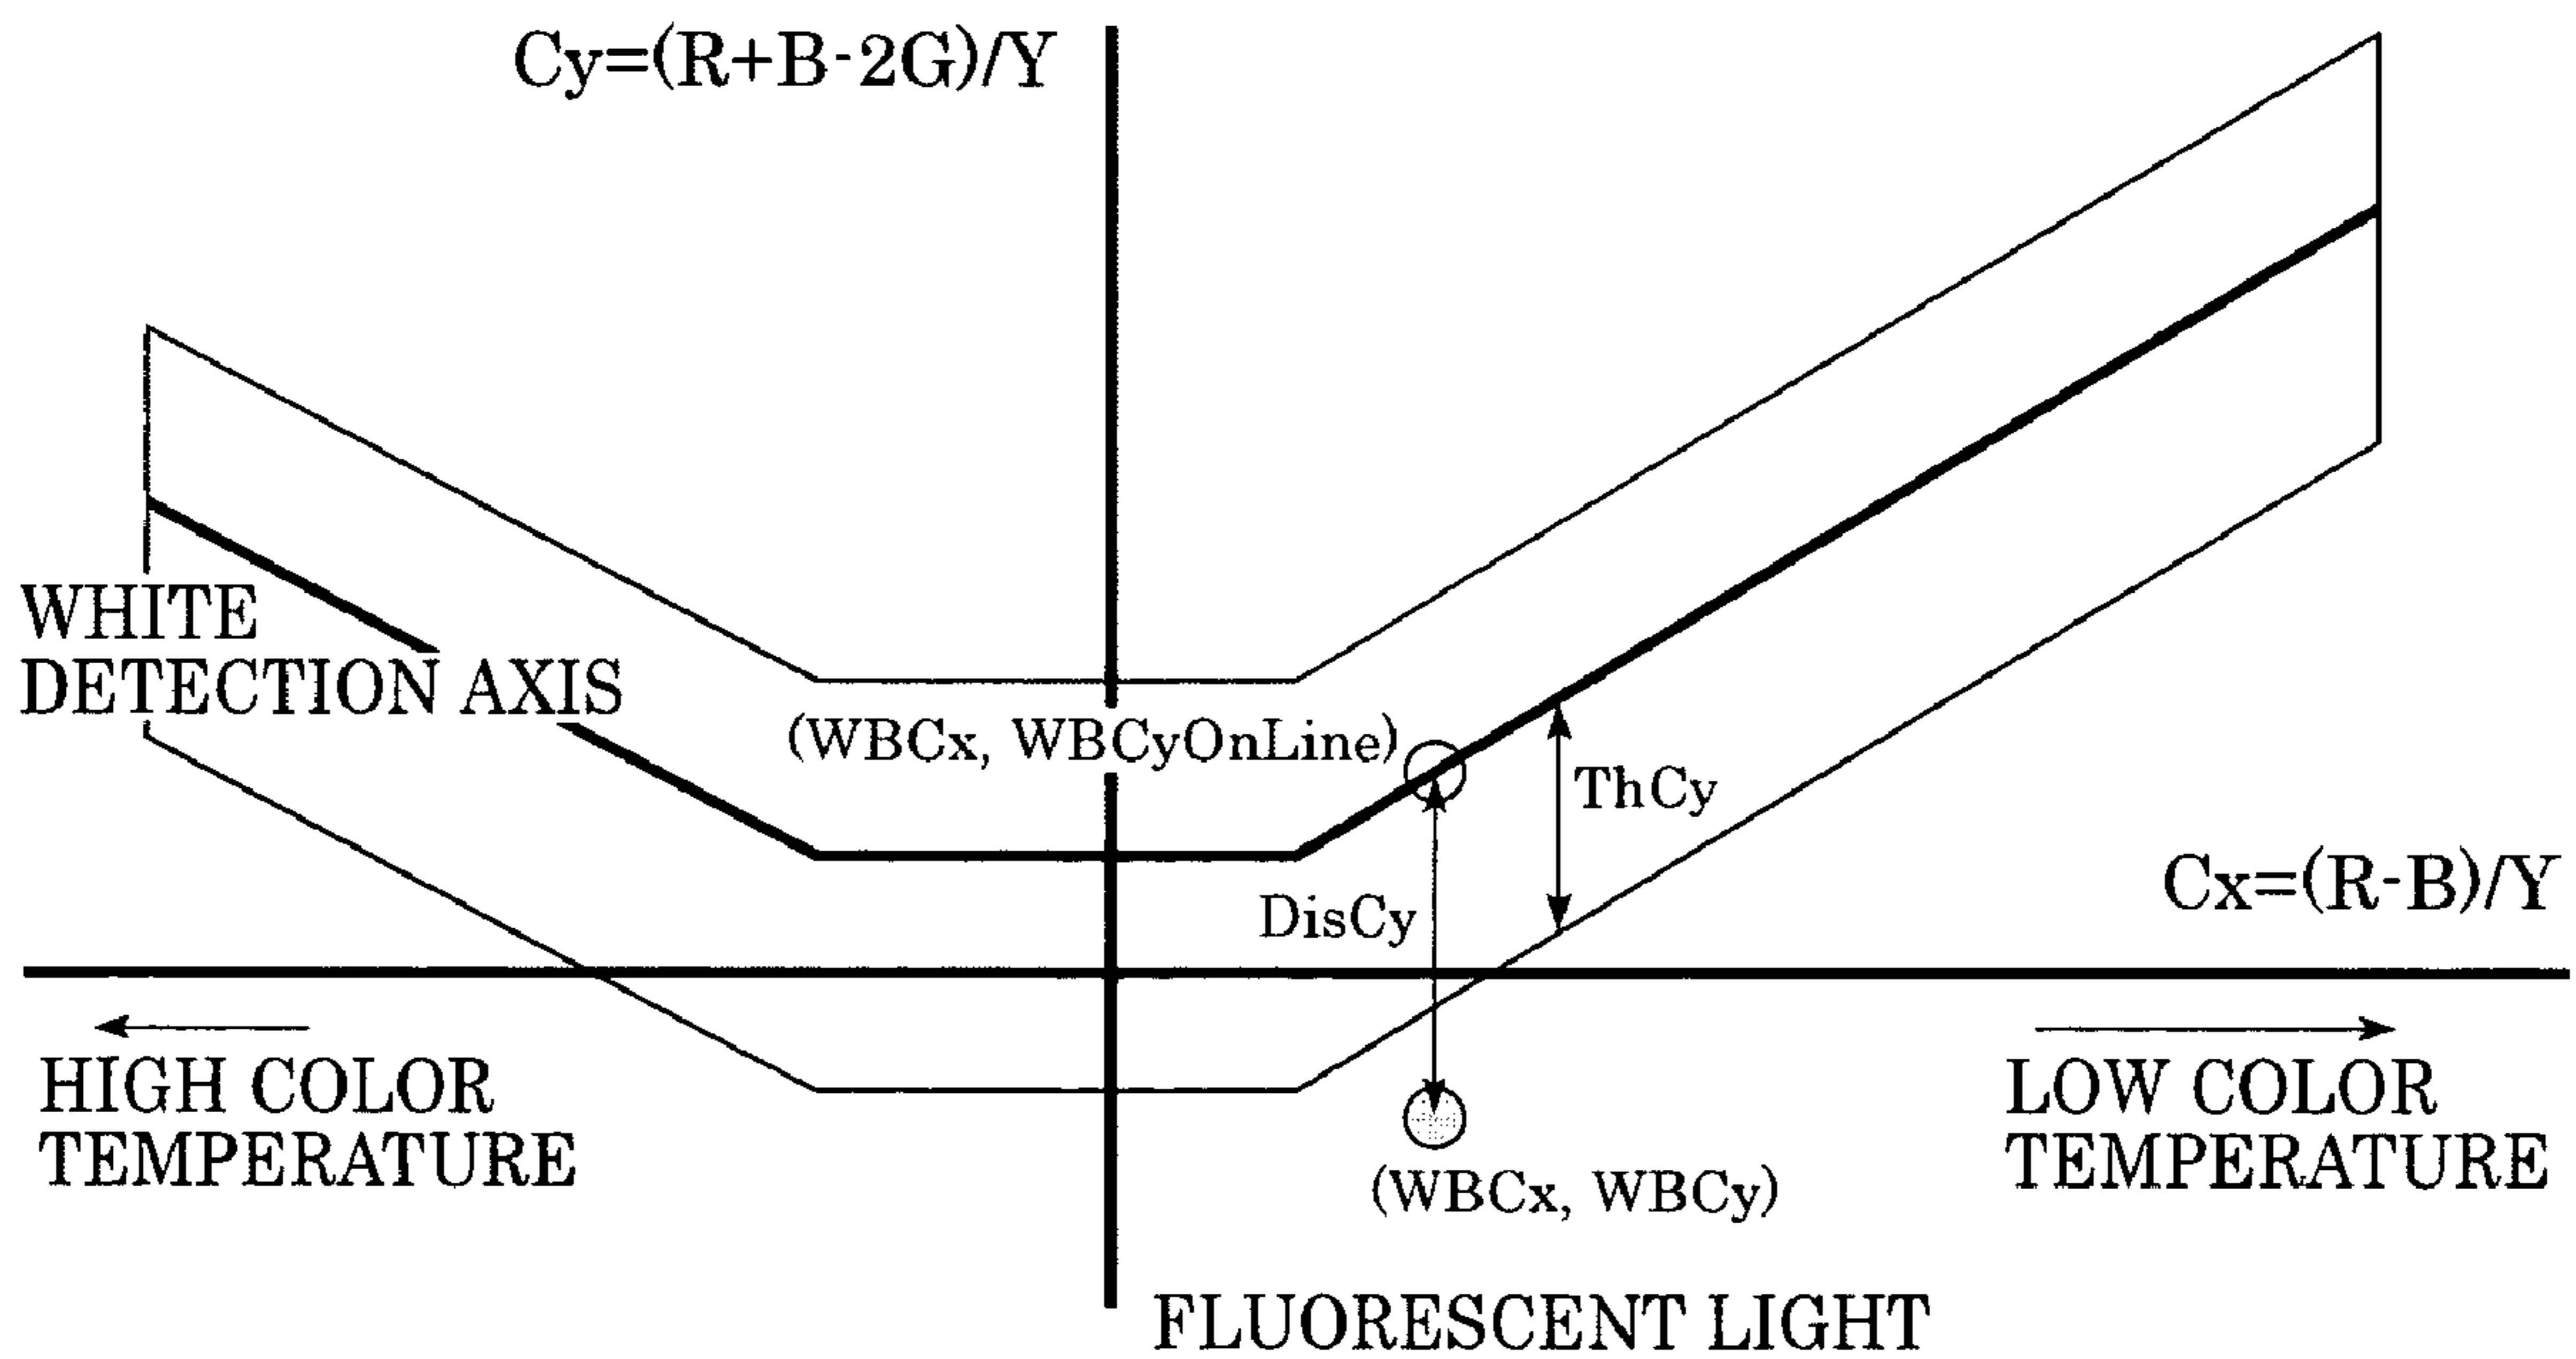 Cy=(R+B-2G)/Y
WHITE
DETECTION AXIS
(WBCx, WBCyOnLine)
ThCy
DisCy
Cx=(R-B)/Y
HIGH COLOR
TEMPERATURE
LOW COLOR
TEMPERATURE
(WBCx, WBCy)
FLUORESCENT LIGHT